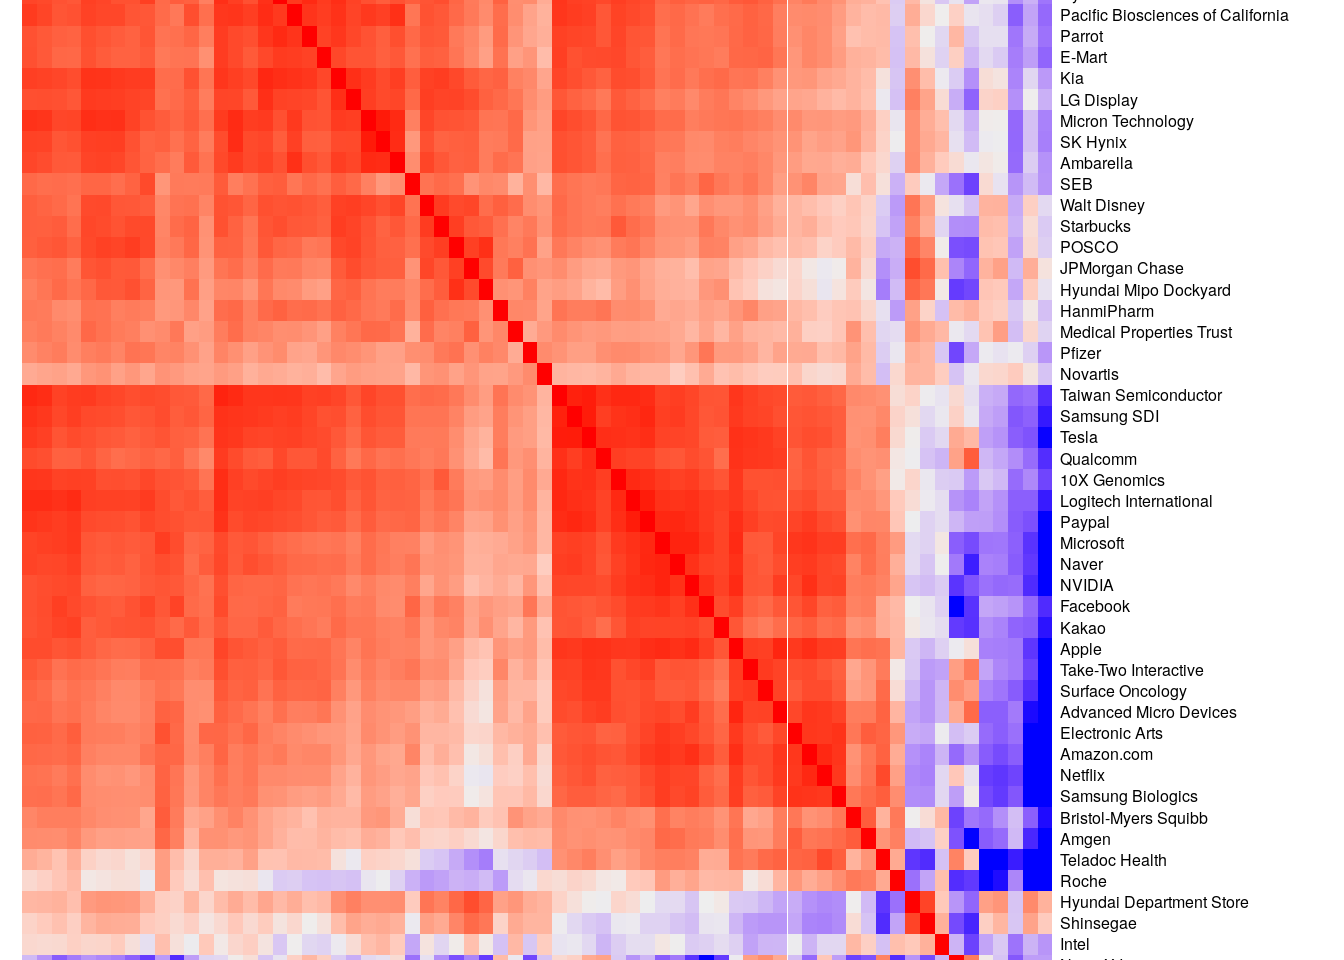 Pacific Biosciences of California
Parrot
E-Mart
Kia
LG Display
Micron Technology
SK Hynix
Ambarella
SEB
Walt Disney
Starbucks
POSCO
JPMorgan Chase
Hyundai Mipo Dockyard
HanmiPharm
Medical Properties Trust
Pfizer
Novartis
Taiwan Semiconductor
Samsung SDI
Tesla
Qualcomm
10X Genomics
Logitech International
Paypal
Microsoft
Naver
NVIDIA
Facebook
Kakao
Apple
Take-Two Interactive
Surface Oncology
Advanced Micro Devices
Electronic Arts
Amazon.com
Netflix
Samsung Biologics
Bristol-Myers Squibb
Amgen
Teladoc Health
Roche
Hyundai Department Store
Shinsegae
Intel